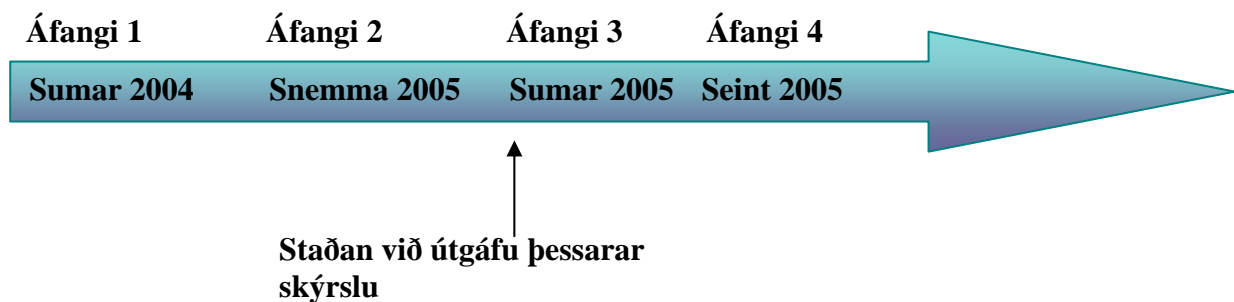 Áfangi 1 Áfangi 2 Áfangi 3 Áfangi 4
Sumar 2004 Snemma 2005 Sumar 2005 Seint 2005
Staðan við útgáfu þessarar
skýrslu